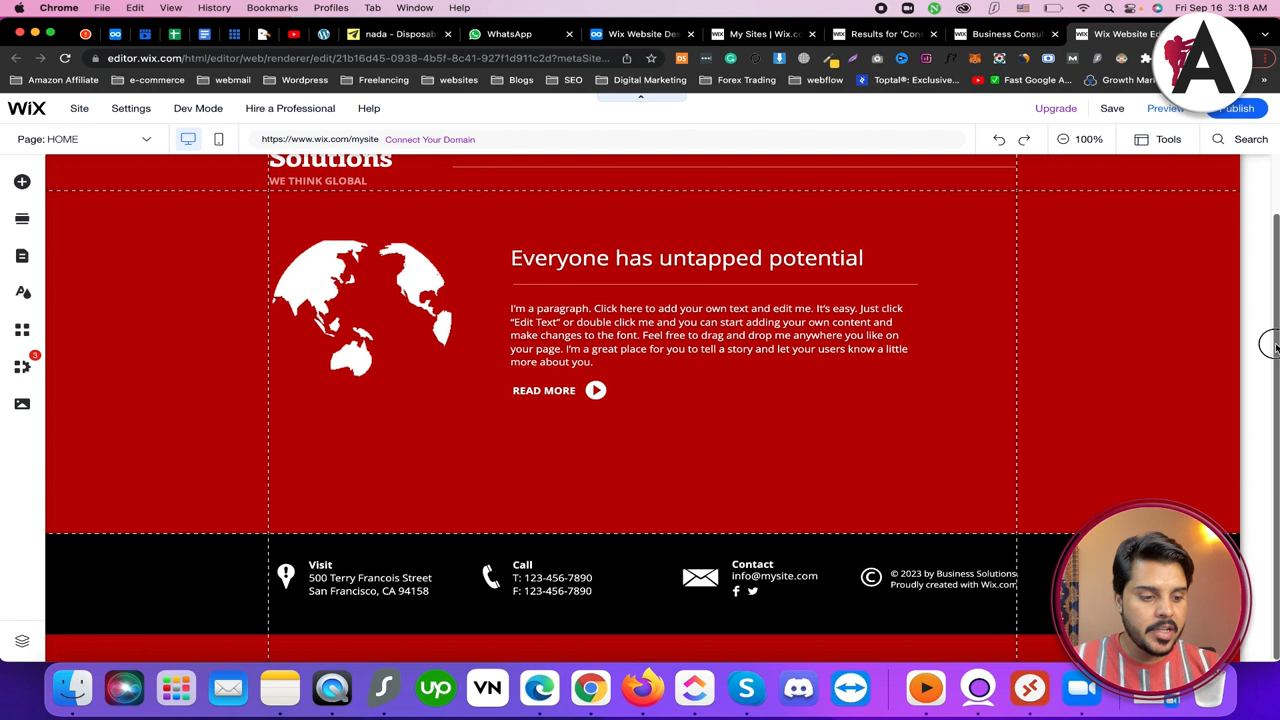 Chrome File Edit View History Bookmarks Profiles Tab Window Help Fri Sep 16 3:18 AM
nada - Disposab WhatsApp Wix Website Des My Sites | Wix.c Results for 'Con Business Consul Wix Website Edi
editor.wix.com/html/editor/web/renderer/edit/21b16d45-0938-4b5f-8c41-927f1d911c2d?metaSite...
Amazon Affiliate e-commerce webmail Wordpress Freelancing websites Blogs SEO Digital Marketing Forex Trading webflow Toptal®: Exclusive... Fast Google A... Growth Mar
A
WIX Site Settings Dev Mode Hire a Professional Help Upgrade Save Preview Publish
Page: HOME https://www.wix.com/mysite Connect Your Domain 100% Tools Search
3
Solutions
WE THINK GLOBAL
Everyone has untapped potential
I'm a paragraph. Click here to add your own text and edit me. It's easy. Just click
“Edit Text” or double click me and you can start adding your own content and
make changes to the font. Feel free to drag and drop me anywhere you like on
your page. I'm a great place for you to tell a story and let your users know a little
more about you.
READ MORE
Visit
500 Terry Francois Street
San Francisco, CA 94158
Call
T: 123-456-7890
F: 123-456-7890
Contact
info@mysite.com
© 2023 by Business Solutions.
Proudly created with Wix.com
up VN